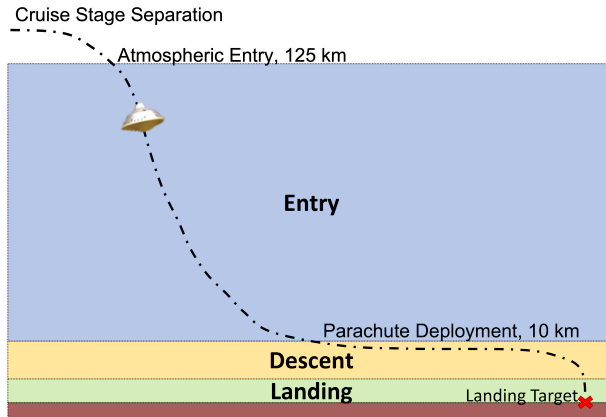 Cruise Stage Separation
Atmospheric Entry, 125 km
Entry
Parachute Deployment, 10 km
Descent
Landing
Landing Target